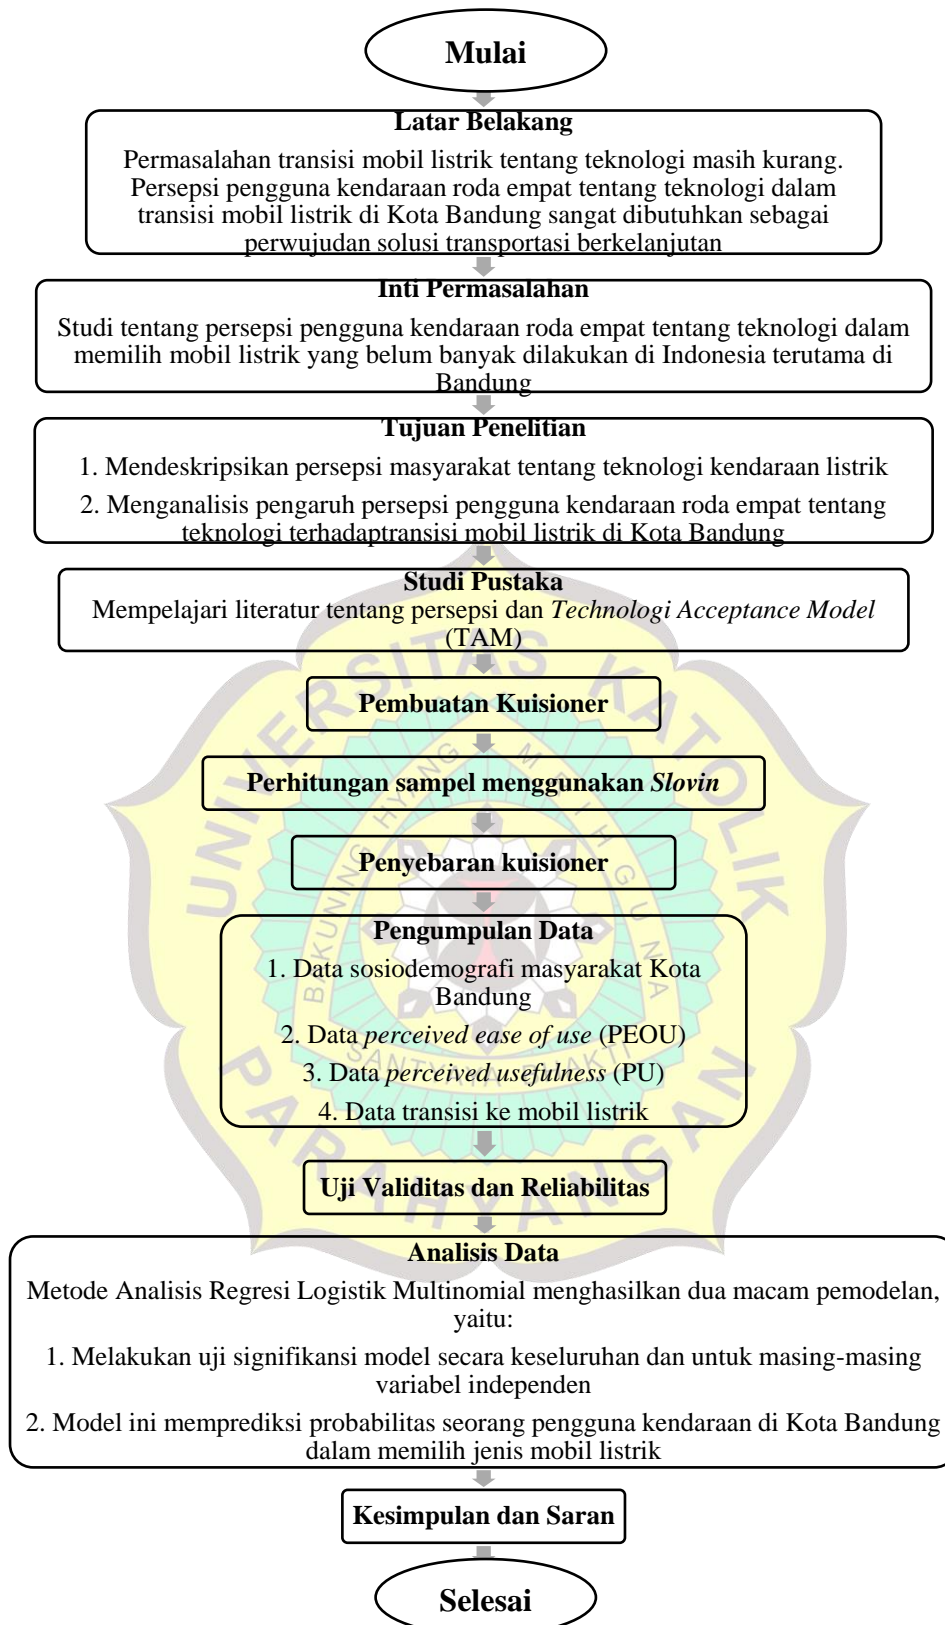 Mulai
Latar Belakang
Permasalahan transisi mobil listrik tentang teknologi masih kurang.
Persepsi pengguna kendaraan roda empat tentang teknologi dalam
transisi mobil listrik di Kota Bandung sangat dibutuhkan sebagai
perwujudan solusi transportasi berkelanjutan
Inti Permasalahan
Studi tentang persepsi pengguna kendaraan roda empat tentang teknologi dalam
memilih mobil listrik yang belum banyak dilakukan di Indonesia terutama di
Bandung
Tujuan Penelitian
1. Mendeskripsikan persepsi masyarakat tentang teknologi kendaraan listrik
2. Menganalisis pengaruh persepsi pengguna kendaraan roda empat tentang
teknologi terhadaptransisi mobil listrik di Kota Bandung
Studi Pustaka
Mempelajari literatur tentang persepsi dan Technologi Acceptance Model
(TAM)
Pembuatan Kuisioner
Perhitungan sampel menggunakan Slovin
Penyebaran kuisioner
Pengumpulan Data
1. Data sosiodemografi masyarakat Kota
Bandung
2. Data perceived ease of use (PEOU)
3. Data perceived usefulness (PU)
4. Data transisi ke mobil listrik
Uji Validitas dan Reliabilitas
Analisis Data
Metode Analisis Regresi Logistik Multinomial menghasilkan dua macam pemodelan,
yaitu:
1. Melakukan uji signifikansi model secara keseluruhan dan untuk masing-masing
variabel independen
2. Model ini memprediksi probabilitas seorang pengguna kendaraan di Kota Bandung
dalam memilih jenis mobil listrik
Kesimpulan dan Saran
Selesai
UNIVERSITAS KATOLIK
PARAHYANGAN